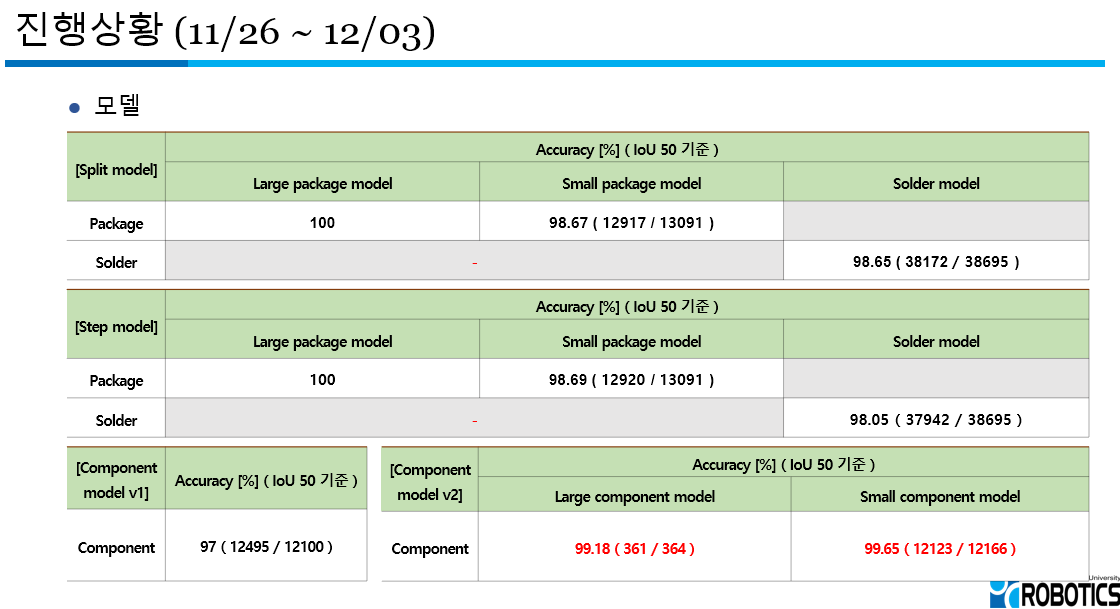 진행상황 (11/26 ~ 12/03)
● 모델
[Split model] Accuracy [%] ( IoU 50 기준 )
Large package model Small package model Solder model
Package 100 98.67 ( 12917 / 13091 )
Solder - 98.65 ( 38172 / 38695 )
[Step model] Accuracy [%] ( IoU 50 기준 )
Large package model Small package model Solder model
Package 100 98.69 ( 12920 / 13091 )
Solder - 98.05 ( 37942 / 38695 )
[Component
model v1]
Accuracy [%] ( IoU 50 기준 )
Component 97 ( 12495 / 12100 )
[Component
model v2]
Accuracy [%] ( IoU 50 기준 )
Large component model Small component model
Component 99.18 ( 361 / 364 ) 99.65 ( 12123 / 12166 )
University
ROBOTICS